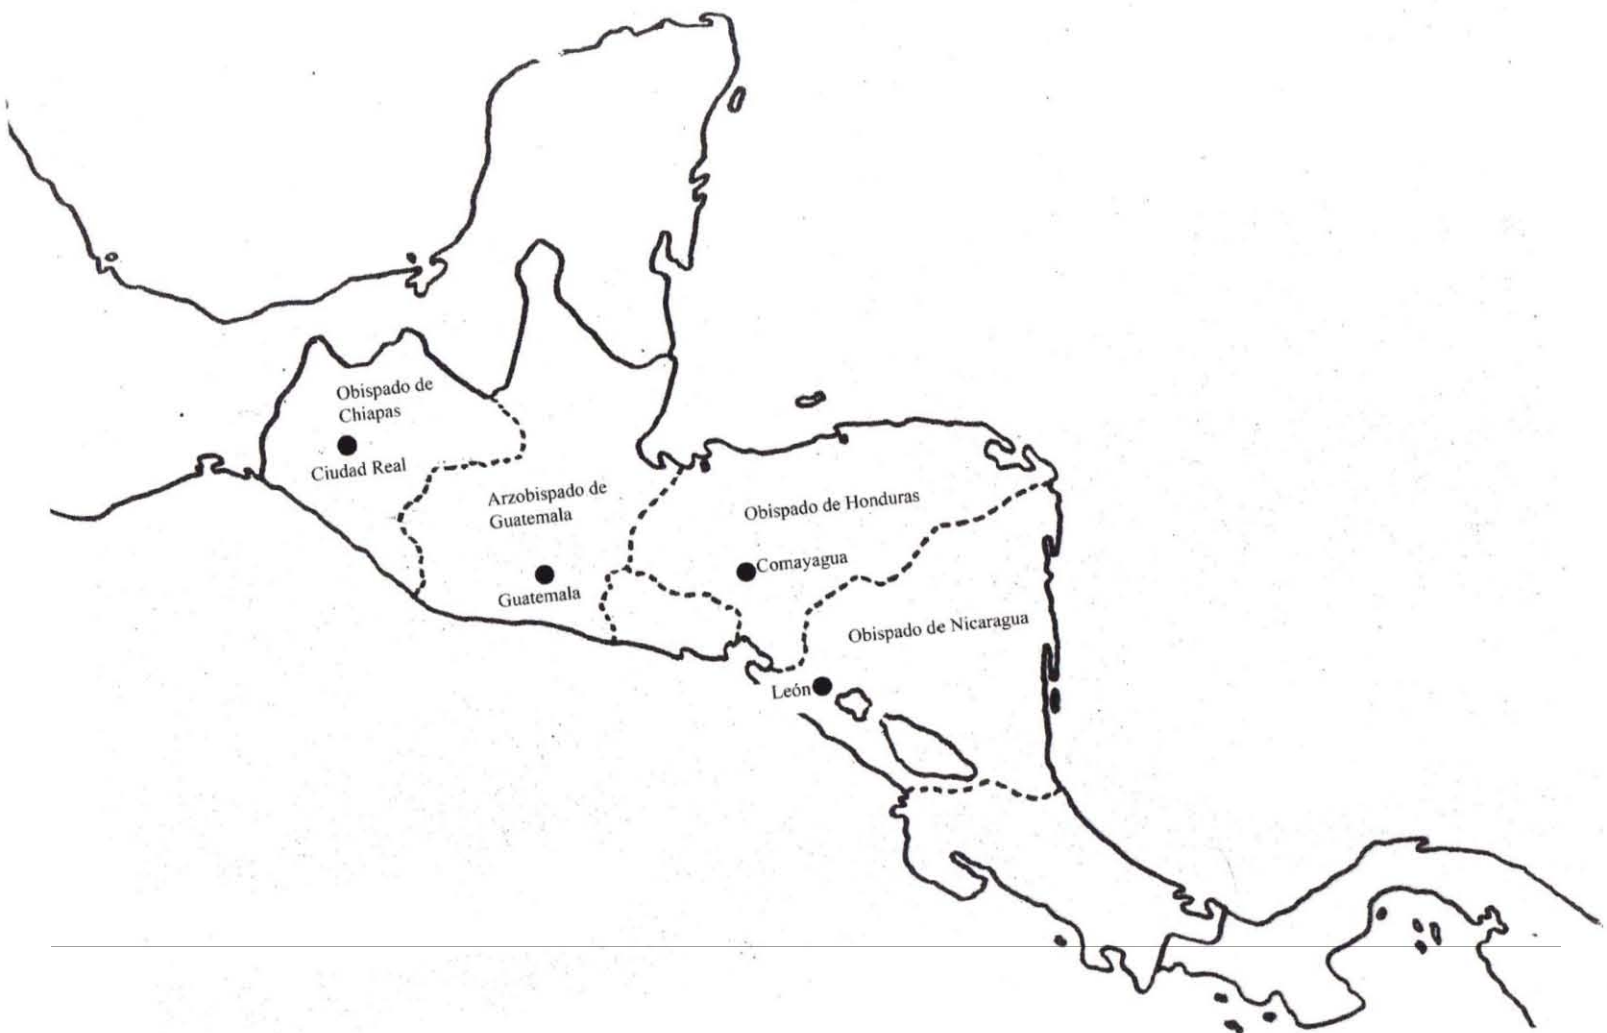 Obispado de
Chiapas
Ciudad Real
Arzobispado de
Guatemala
Guatemala
Obispado de Honduras
Comayagua
Obispado de Nicaragua
León